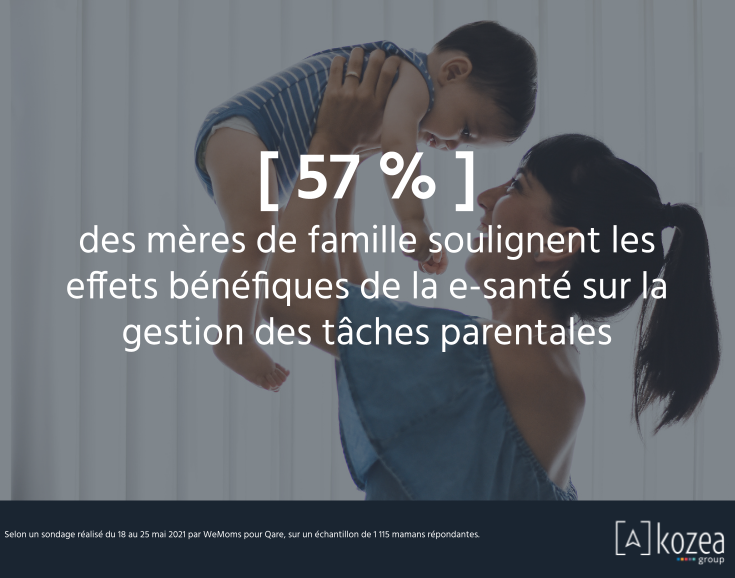 [ 57 % ]
des mères de famille soulignent les
effets bénéfiques de la e-santé sur la
gestion des tâches parentales
Selon un sondage réalisé du 18 au 25 mai 2021 par WeMoms pour Qare, sur un échantillon de 1 115 mamans répondantes.
[A] kozea
group